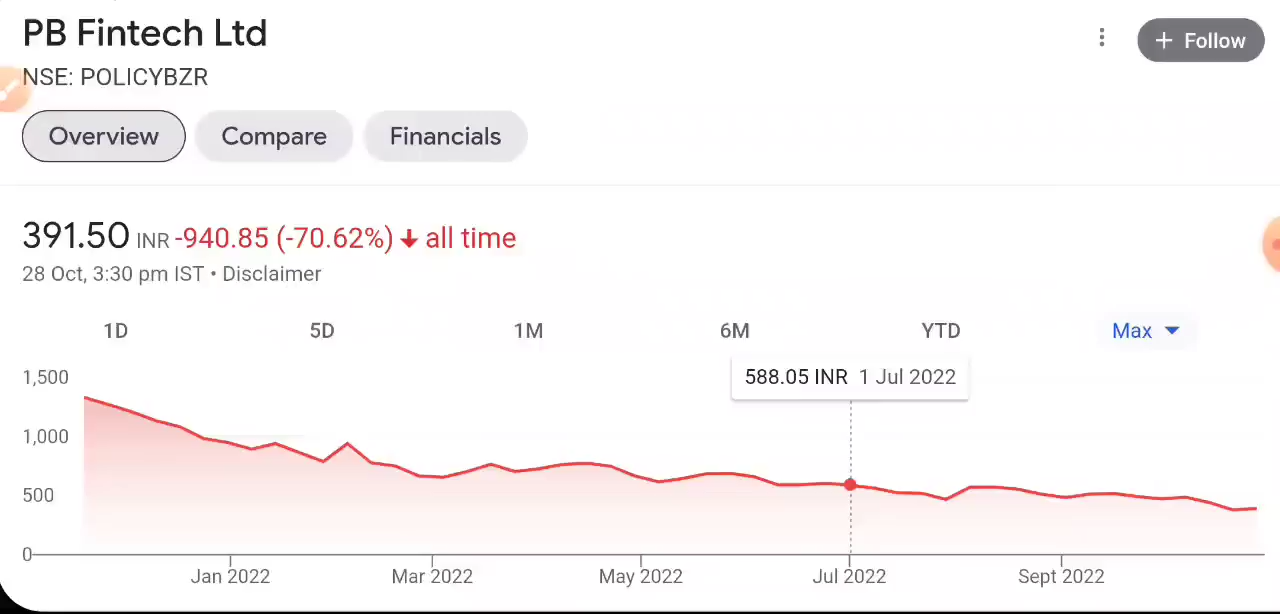 PB Fintech Ltd
+ Follow
NSE: POLICYBZR
Overview Compare Financials
391.50 INR -940.85 (-70.62%) ↓ all time
28 Oct, 3:30 pm IST • Disclaimer
1D 5D 1M 6M YTD Max
588.05 INR 1 Jul 2022
1,500
1,000
500
0
Jan 2022 Mar 2022 May 2022 Jul 2022 Sept 2022